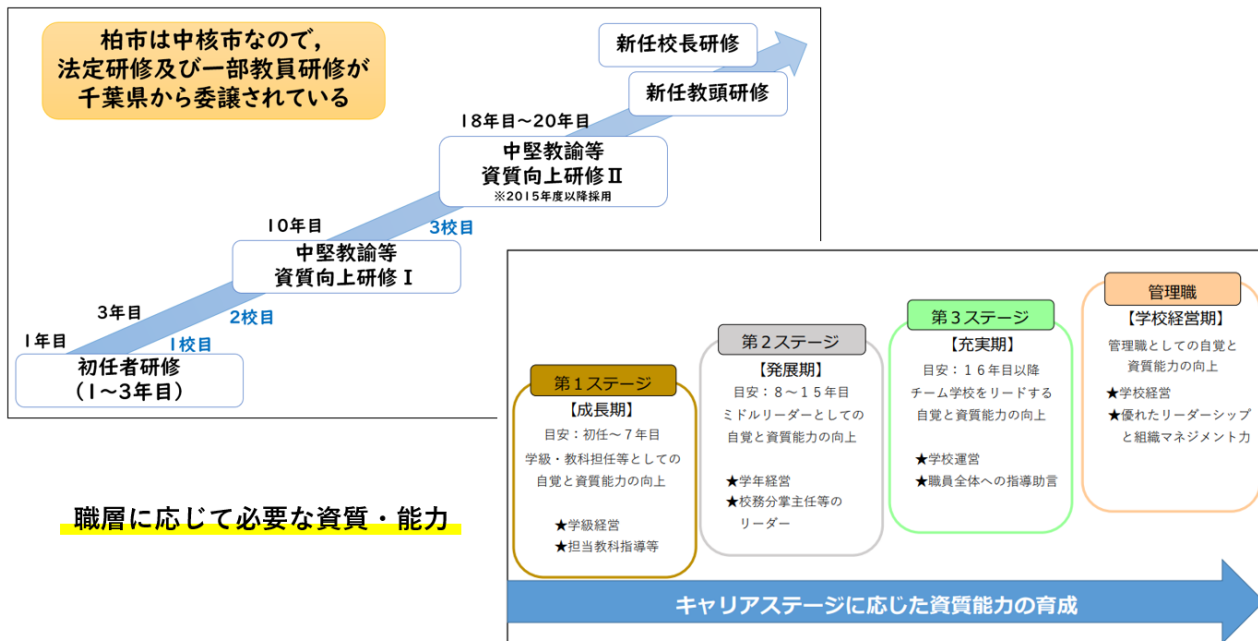 柏市は中核市なので,
法定研修及び一部教員研修が
千葉県から委譲されている
新任校長研修
新任教頭研修
18年目～20年目
中堅教諭等
資質向上研修Ⅱ
※2015年度以降採用
3校目
10年目
中堅教諭等
資質向上研修Ⅰ
2校目
3年目
1年目
1校目
初任者研修
(1～3年目)
職層に応じて必要な資質・能力
第１ステージ
【成長期】
目安：初任～７年目
学級・教科担任等としての
自覚と資質能力の向上
★学級経営
★担当教科指導等
第２ステージ
【発展期】
目安：８～１５年目
ミドルリーダーとしての
自覚と資質能力の向上
★学年経営
★校務分掌主任等の
リーダー
第３ステージ
【充実期】
目安：１６年目以降
チーム学校をリードする
自覚と資質能力の向上
★学校運営
★職員全体への指導助言
管理職
【学校経営期】
管理職としての自覚と
資質能力の向上
★学校経営
★優れたリーダーシップ
と組織マネジメント力
キャリアステージに応じた資質能力の育成